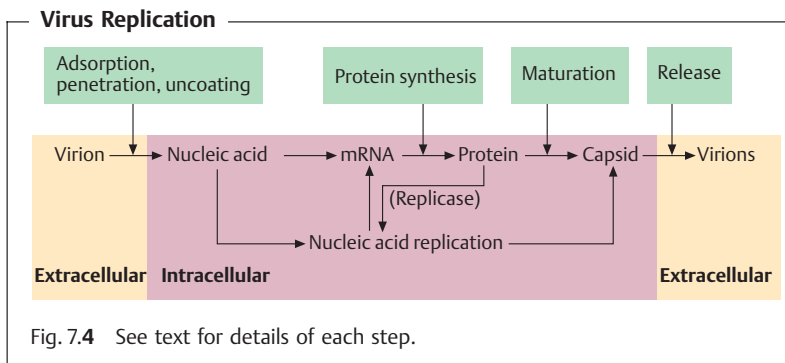 Virus Replication
Adsorption,
penetration, uncoating
Protein synthesis
Maturation
Release
Virion
Nucleic acid
mRNA
Protein
Capsid
Virions
(Replicase)
Nucleic acid replication
Extracellular
Intracellular
Extracellular
Fig. 7.4 See text for details of each step.